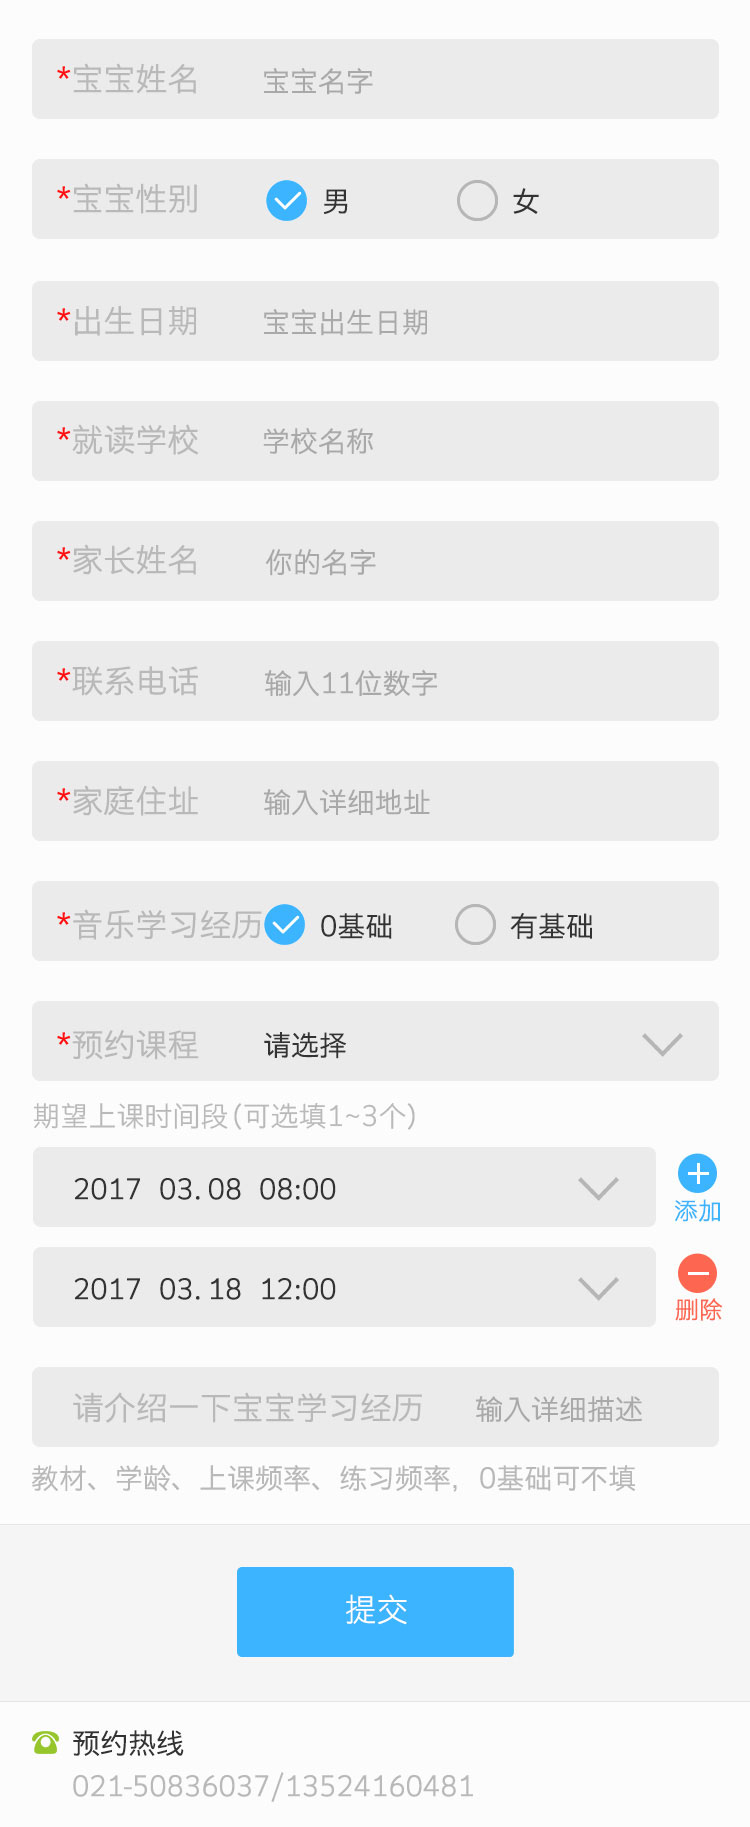 *宝宝姓名 宝宝名字
*宝宝性别 男 女
*出生日期 宝宝出生日期
*就读学校 学校名称
*家长姓名 你的名字
*联系电话 输入11位数字
*家庭住址 输入详细地址
*音乐学习经历 0基础 有基础
*预约课程 请选择
期望上课时间段(可选填1~3个)
2017 03.08 08:00
添加
2017 03.18 12:00
删除
请介绍一下宝宝学习经历 输入详细描述
教材、学龄、上课频率、练习频率，0基础可不填
提交
预约热线
021-50836037/13524160481